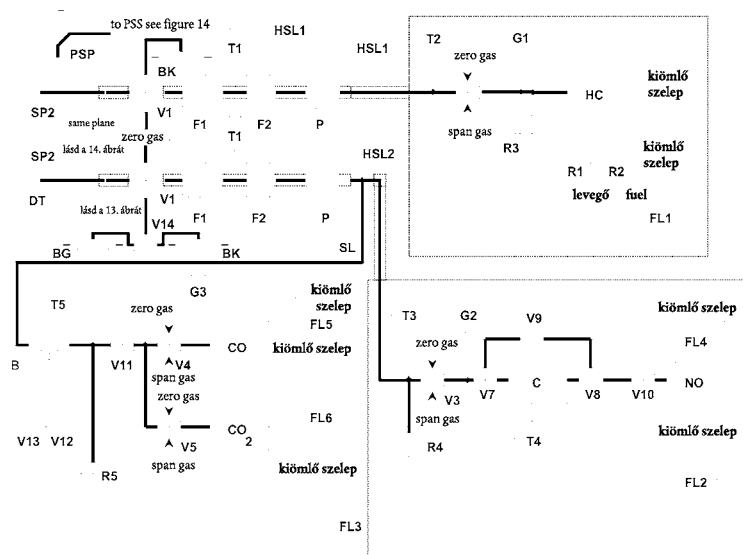 to PSS see figure 14
PSP
BK
T1
HSL1
HSL1
T2
G1
zero gas
HC
kiömlő
szelep
SP2
same plane
V1
F1
F2
P
span gas
R3
zero gas
T1
SP2
lásd a 14. ábrát
HSL2
kiömlő
szelep
R1
R2
levegő
fuel
FL1
DT
lásd a 13. ábrát
V1
F1
F2
P
V14
BG
BK
SL
G3
kiömlő
szelep
T5
zero gas
FL5
B
V11
V4
CO
kiömlő szelep
span gas
zero gas
V13
V12
V5
CO
2
FL6
span gas
kiömlő szelep
R5
FL3
T3
G2
V9
kiömlő szelep
zero gas
FL4
V3
V7
C
V8
V10
NO
span gas
R4
T4
kiömlő szelep
FL2